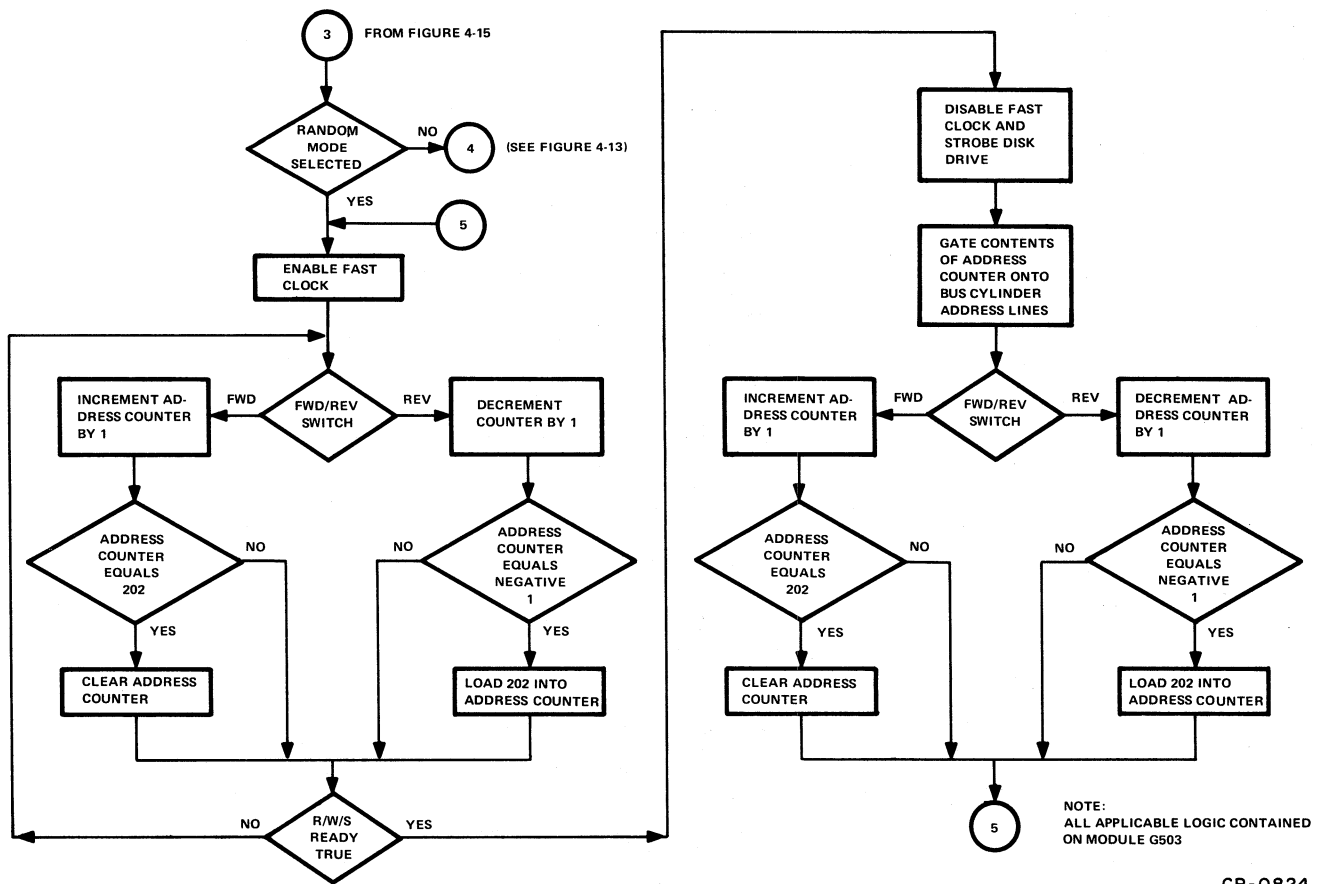 3
FROM FIGURE 4-15
RANDOM
MODE
SELECTED
NO
4
(SEE FIGURE 4-13)
YES
5
ENABLE FAST
CLOCK
INCREMENT AD-
DRESS COUNTER
BY 1
FWD
FWD/REV
SWITCH
REV
DECREMENT
COUNTER BY 1
ADDRESS
COUNTER
EQUALS
202
NO
YES
NO
ADDRESS
COUNTER
EQUALS
NEGATIVE
1
YES
CLEAR ADDRESS
COUNTER
LOAD 202 INTO
ADDRESS COUNTER
NO
R/W/S
READY
TRUE
YES
DISABLE FAST
CLOCK AND
STROBE DISK
DRIVE
GATE CONTENTS
OF ADDRESS
COUNTER ONTO
BUS CYLINDER
ADDRESS LINES
INCREMENT AD-
DRESS COUNTER
BY 1
FWD
FWD/REV
SWITCH
REV
DECREMENT AD-
DRESS COUNTER
BY 1
ADDRESS
COUNTER
EQUALS
202
NO
YES
NO
ADDRESS
COUNTER
EQUALS
NEGATIVE
1
YES
CLEAR ADDRESS
COUNTER
LOAD 202 INTO
ADDRESS COUNTER
5
NOTE:
ALL APPLICABLE LOGIC CONTAINED
ON MODULE G503